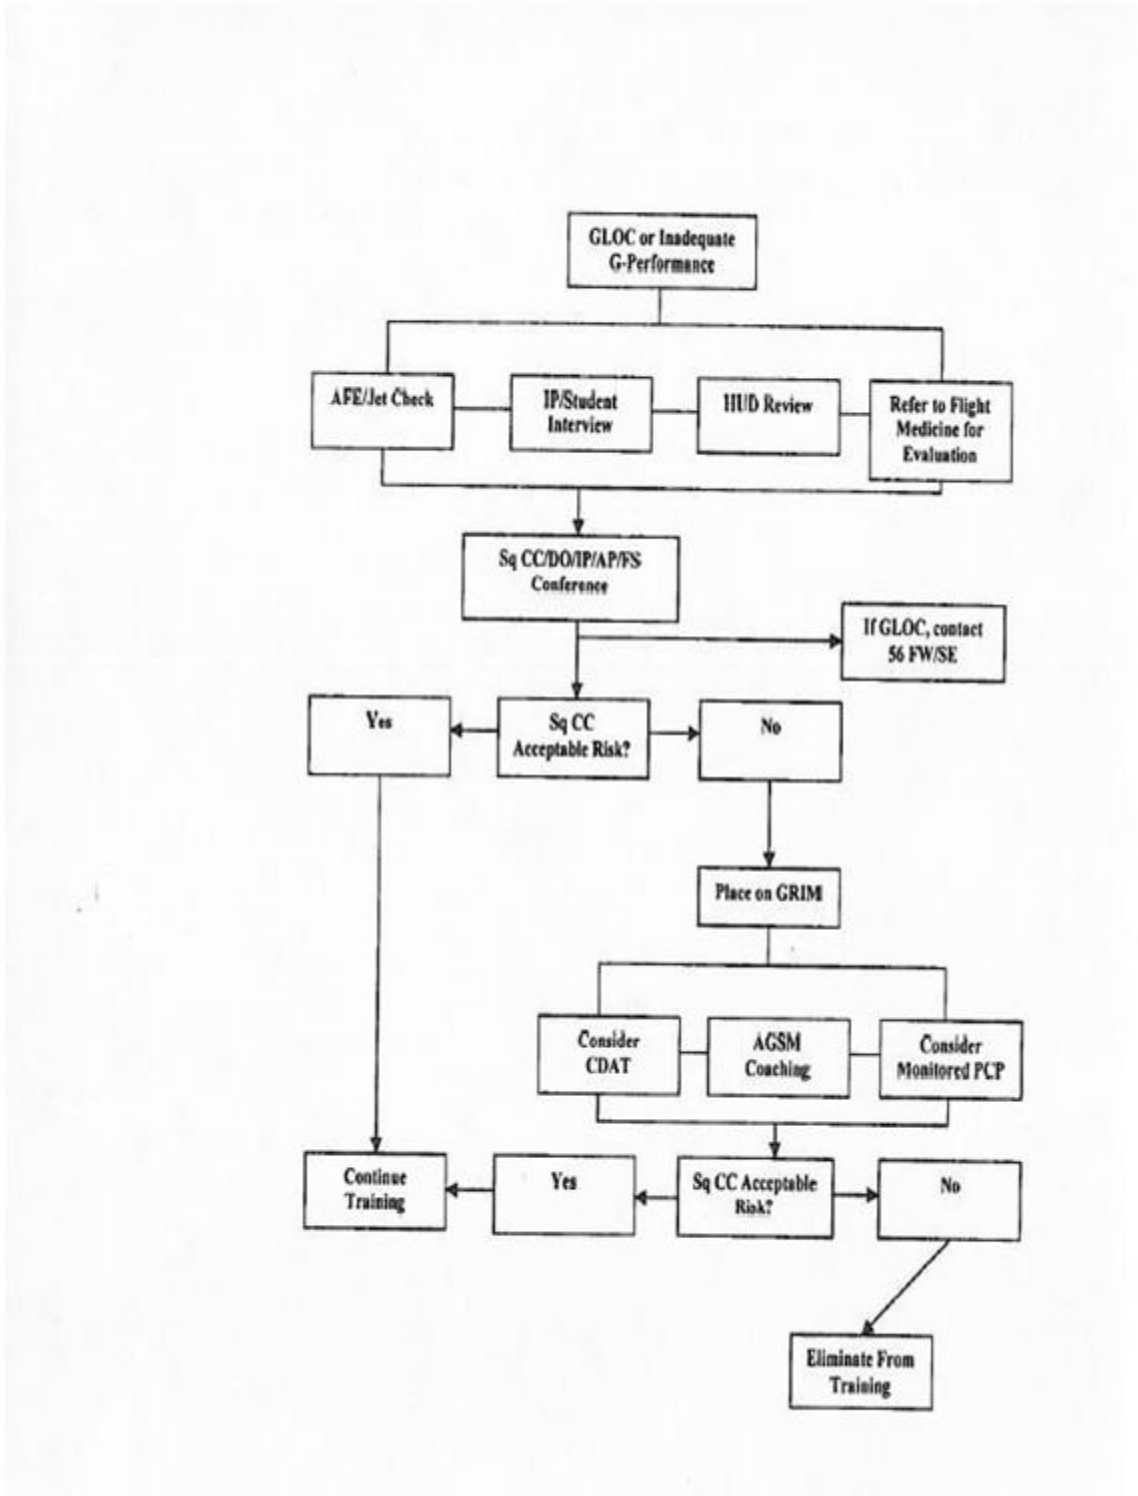 GLOC or Inadequate
G-Performance
AFE/Jet Check
IP/Student
Interview
HUD Review
Refer to Flight
Medicine for
Evaluation
Sq CC/DO/IP/AP/FS
Conference
If GLOC, contact
56 FW/SE
Yes
Sq CC
Acceptable Risk?
No
Place on GRIM
Consider
CDAT
AGSM
Coaching
Consider
Monitored PCP
Continue
Training
Yes
Sq CC Acceptable
Risk?
No
Eliminate From
Training